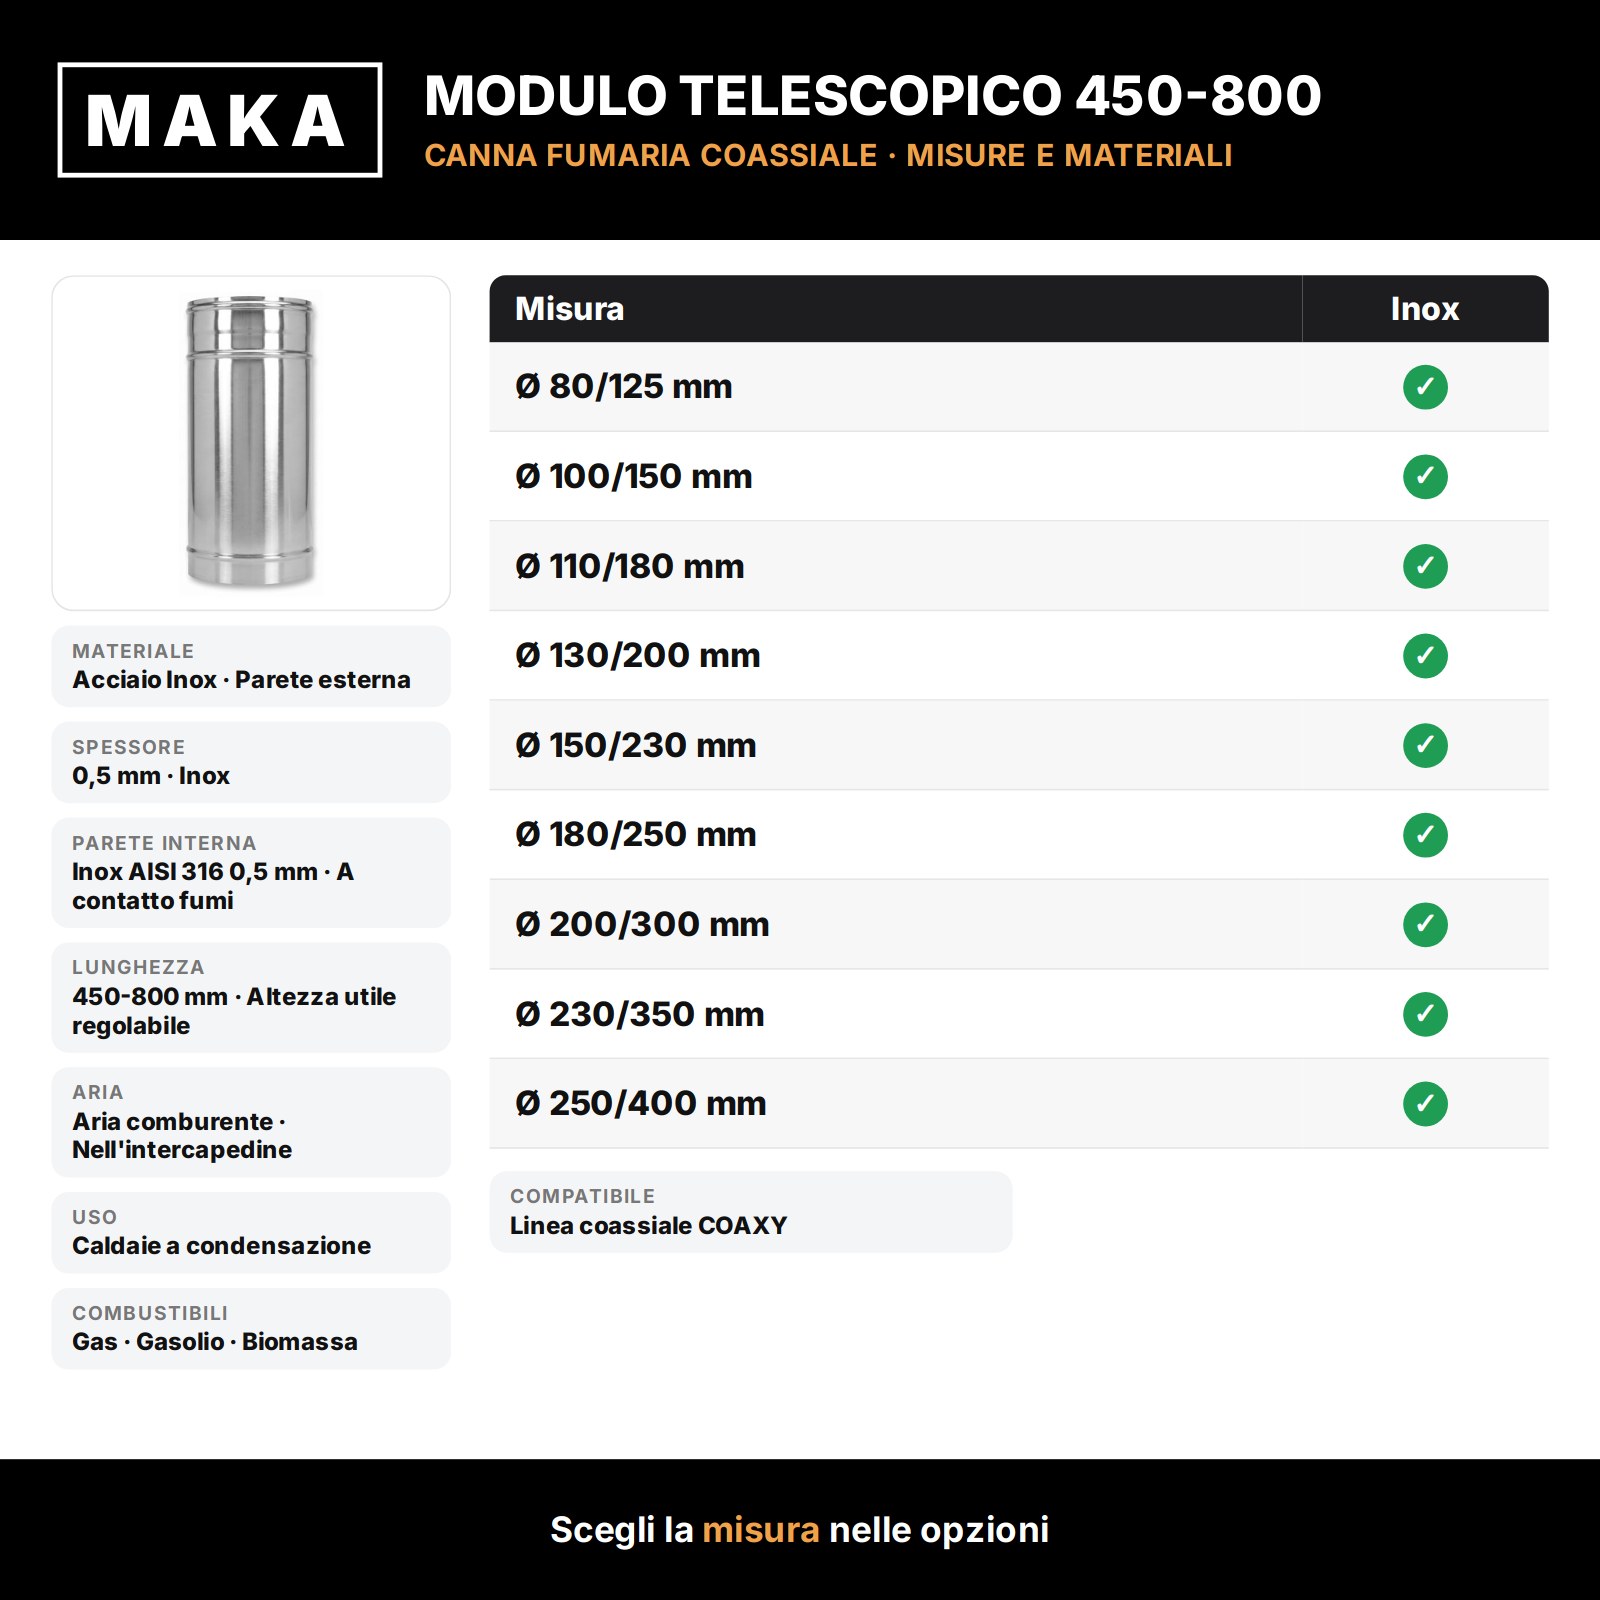 MAKA
MODULO TELESCOPICO 450-800
CANNA FUMARIA COASSIALE · MISURE E MATERIALI
MATERIALE
Acciaio Inox · Parete esterna
SPESSORE
0,5 mm · Inox
PARETE INTERNA
Inox AISI 316 0,5 mm · A
contatto fumi
LUNGHEZZA
450-800 mm · Altezza utile
regolabile
ARIA
Aria comburente ·
Nell'intercapedine
USO
Caldaie a condensazione
COMBUSTIBILI
Gas · Gasolio · Biomassa
Misura Inox
Ø 80/125 mm ✓
Ø 100/150 mm ✓
Ø 110/180 mm ✓
Ø 130/200 mm ✓
Ø 150/230 mm ✓
Ø 180/250 mm ✓
Ø 200/300 mm ✓
Ø 230/350 mm ✓
Ø 250/400 mm ✓
COMPATIBILE
Linea coassiale COAXY
Scegli la misura nelle opzioni